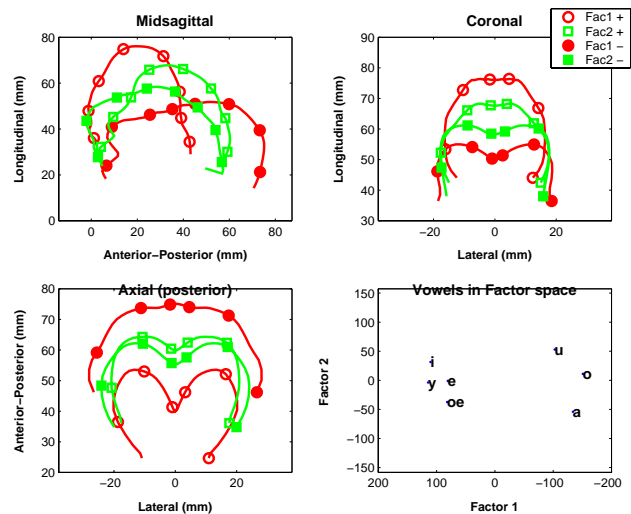 Midsagittal
Longitudinal (mm)
80
60
40
20
0
0
20
40
60
80
Anterior−Posterior (mm)
Coronal
Longitudinal (mm)
90
80
70
60
50
40
30
−20
0
20
Lateral (mm)
Fac1 +
Fac2 +
Fac1 −
Fac2 −
Axial (posterior)
Anterior−Posterior (mm)
80
70
60
50
40
30
20
−20
0
20
Lateral (mm)
Vowels in Factor space
Factor 2
150
100
50
0
−50
−100
−150
200
100
0
−100
−200
Factor 1
i
y
e
oe
u
o
a